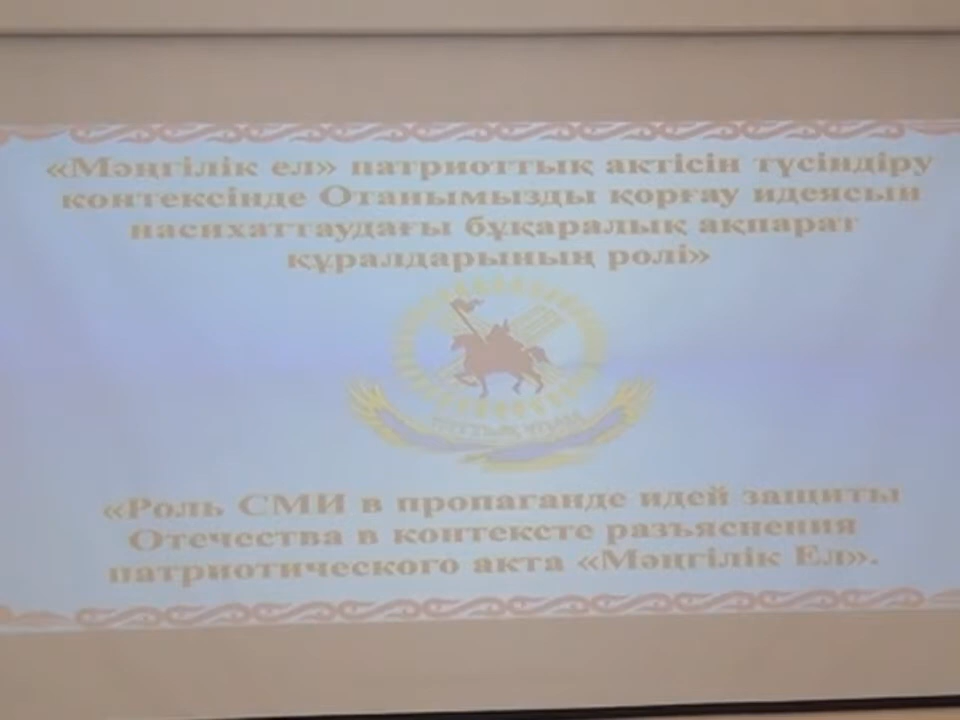 «Мәңгілік ел» патриоттық актісін түсіндіру
контексінде Отанымызды қорғау идеясын
насихаттаудағы бұқаралық ақпарат
құралдарының ролі»
«Роль СМИ в пропаганде идей защиты
Отечества в контексте разъяснения
патриотического акта «Мәңгілік Ел».